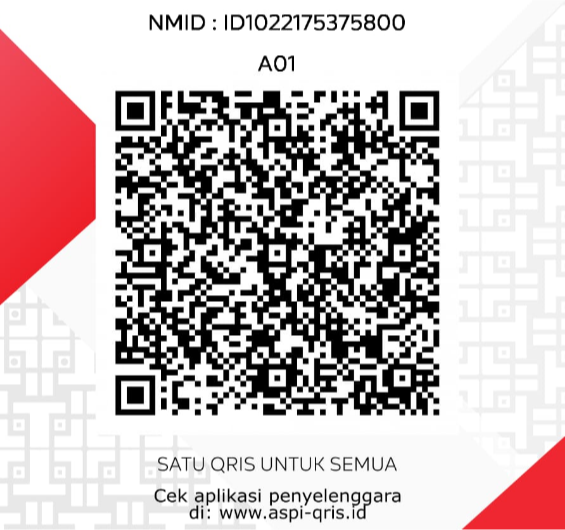 NMID : ID1022175375800
A01
SATU QRIS UNTUK SEMUA
Cek aplikasi penyelenggara
di: www.aspi-qris.id